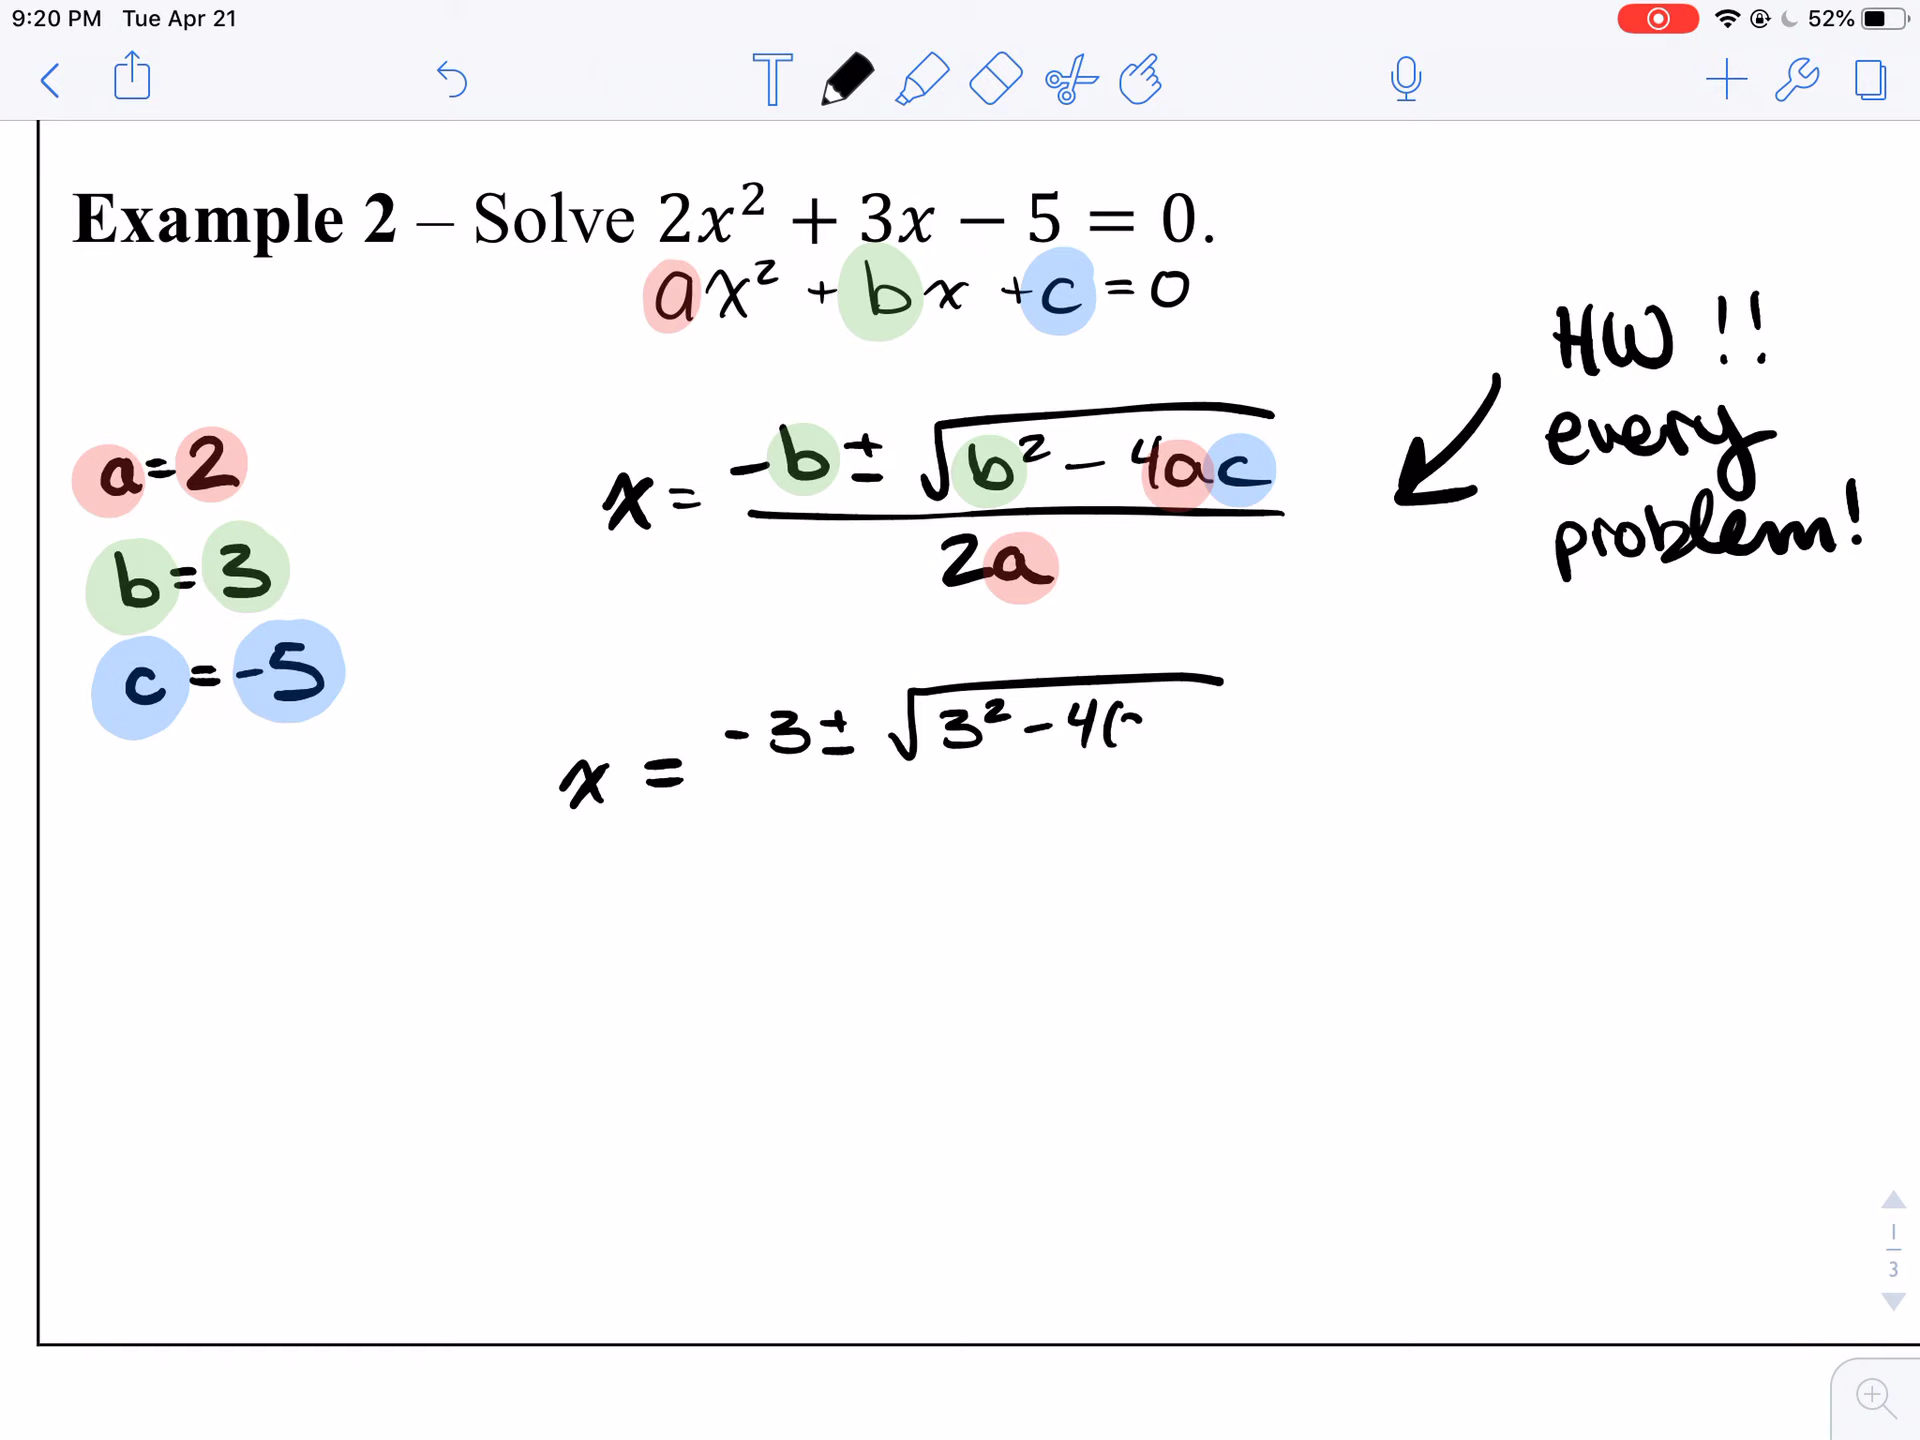 9:20 PM Tue Apr 21
52%
T
Example 2 – Solve 2x² + 3x − 5 = 0.
ax² + bx + c = 0
HW !!
every
problem!
a = 2
b = 3
c = -5
x = (-b ± √(b² - 4ac)) / 2a
x = -3 ± √(3² - 4(
1
3